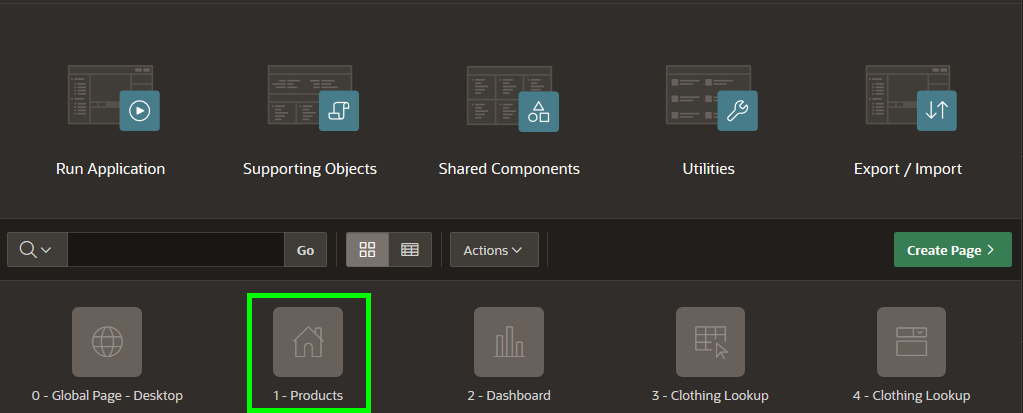 Run Application
Supporting Objects
Shared Components
Utilities
Export / Import
Go
Actions
Create Page
0 - Global Page - Desktop
1 - Products
2 - Dashboard
3 - Clothing Lookup
4 - Clothing Lookup